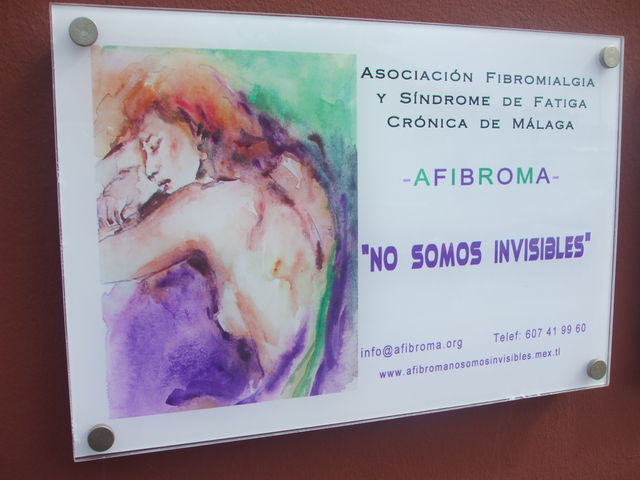 ASOCIACIÓN FIBROMIALGIA
Y SÍNDROME DE FATIGA
CRÓNICA DE MÁLAGA
-AFIBROMA-
"NO SOMOS INVISIBLES"
info@afibroma.org Telef: 607 41 99 60
www.afibromanosomosinvisibles.mex.tl